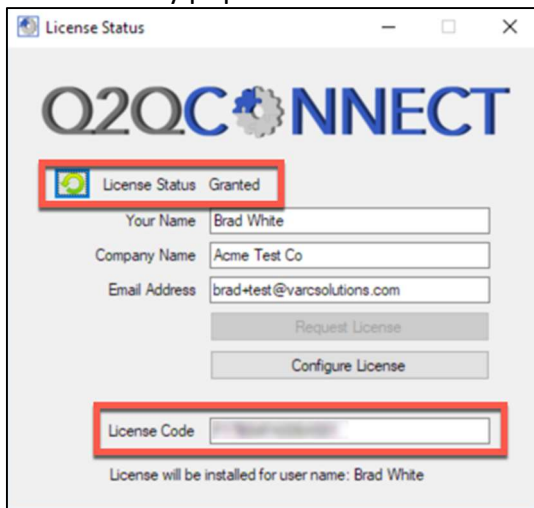 License Status
Q2QCONNECT
License Status Granted
Your Name Brad White
Company Name Acme Test Co
Email Address brad+test@varcsolutions.com
Request License
Configure License
License Code
License will be installed for user name: Brad White